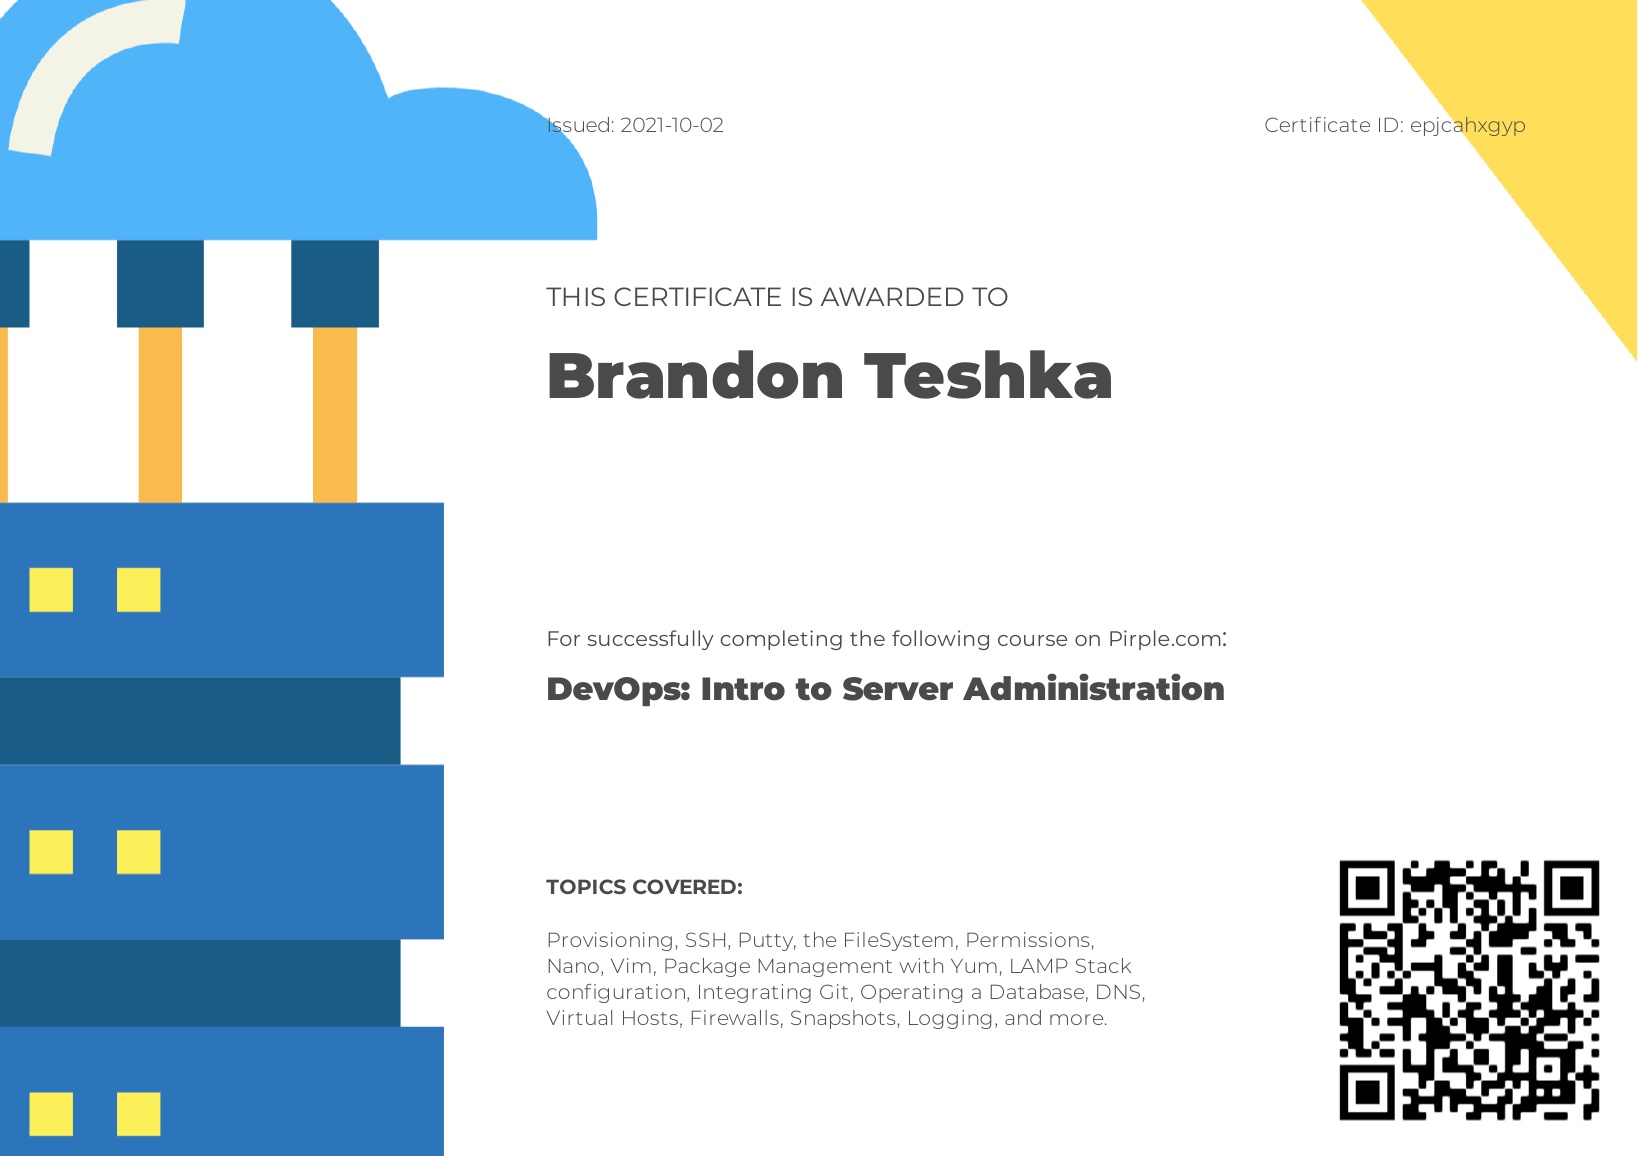 Issued: 2021-10-02
Certificate ID: epjcahxgyp
THIS CERTIFICATE IS AWARDED TO
Brandon Teshka
For successfully completing the following course on Pirple.com:
DevOps: Intro to Server Administration
TOPICS COVERED:
Provisioning, SSH, Putty, the FileSystem, Permissions,
Nano, Vim, Package Management with Yum, LAMP Stack
configuration, Integrating Git, Operating a Database, DNS,
Virtual Hosts, Firewalls, Snapshots, Logging, and more.